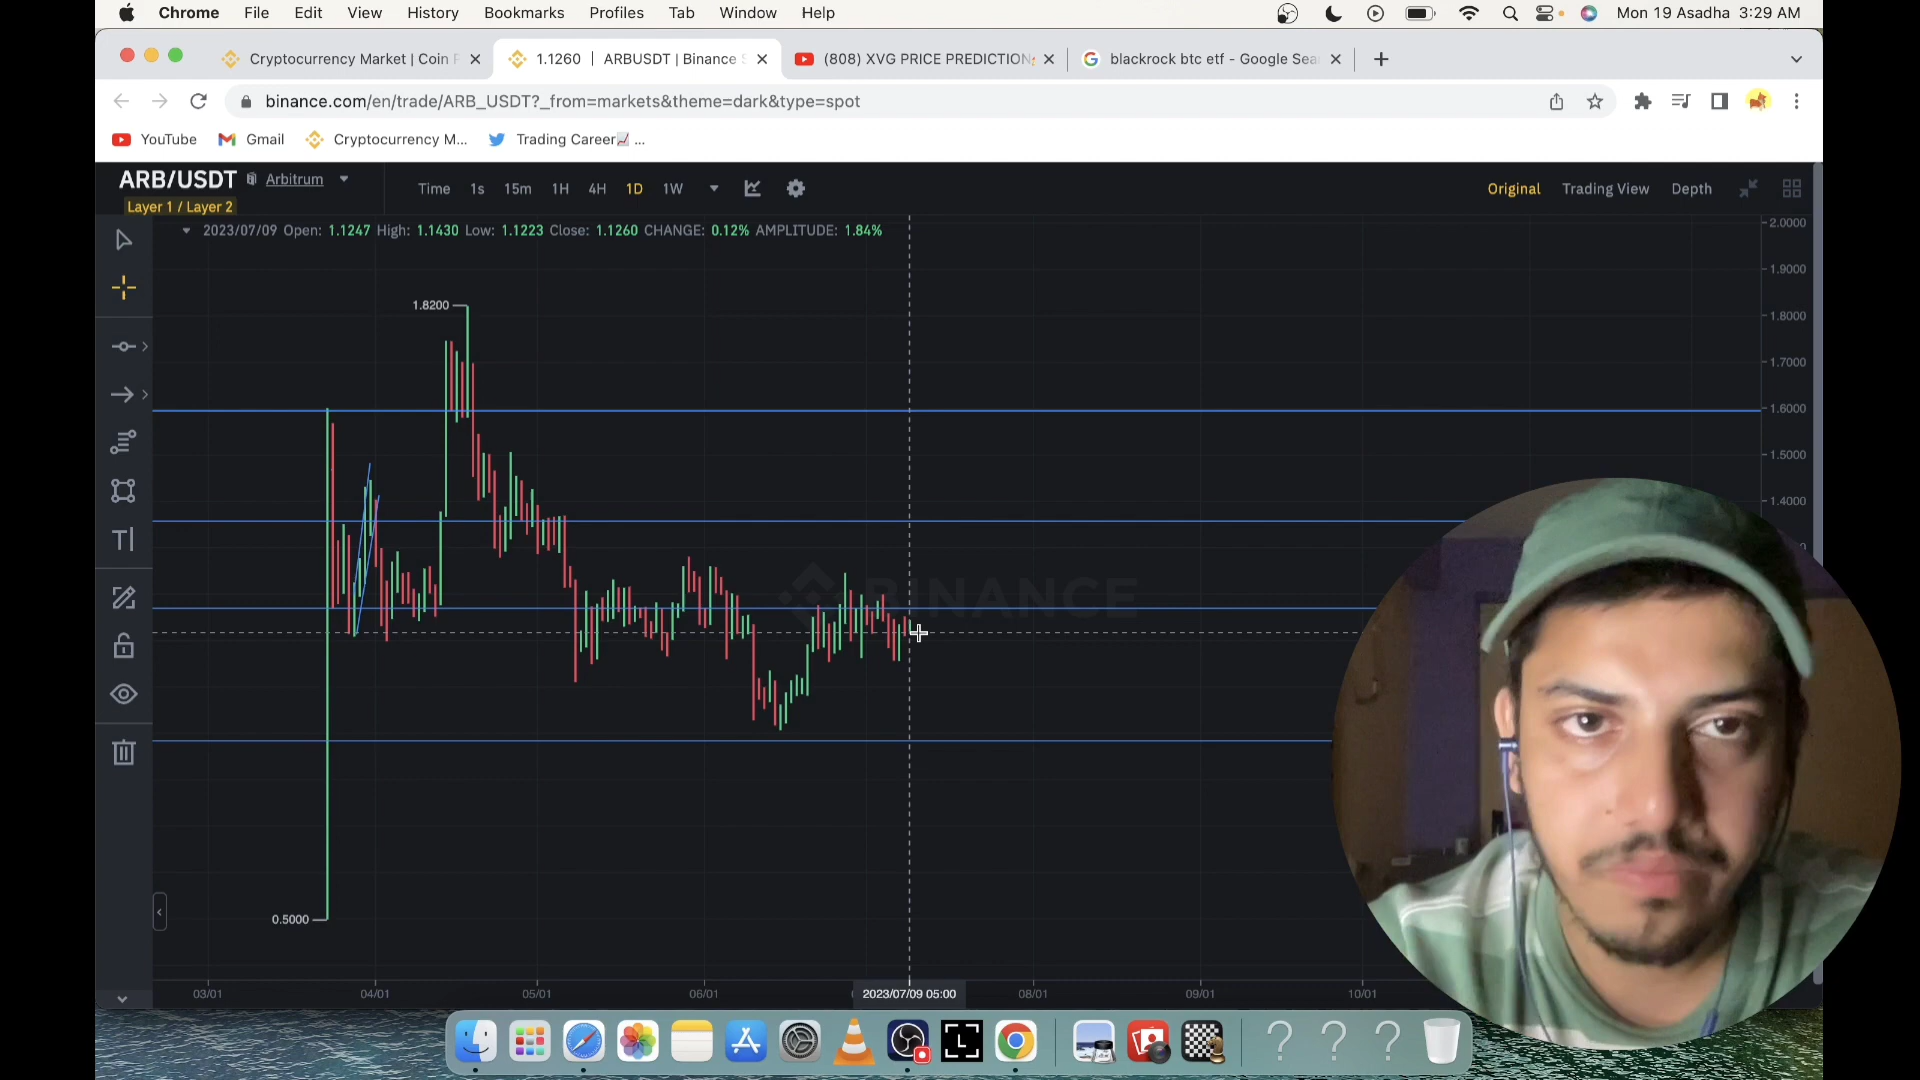 Chrome File Edit View History Bookmarks Profiles Tab Window Help Mon 19 Asadha 3:29 AM
Cryptocurrency Market | Coin P 1.1260 | ARBUSDT | Binance S (808) XVG PRICE PREDICTION blackrock btc etf - Google Sea
binance.com/en/trade/ARB_USDT?_from=markets&theme=dark&type=spot
YouTube Gmail Cryptocurrency M... Trading Career📈 ...
ARB/USDT Arbitrum Time 1s 15m 1H 4H 1D 1W Original Trading View Depth
Layer 1 / Layer 2
2023/07/09 Open: 1.1247 High: 1.1430 Low: 1.1223 Close: 1.1260 CHANGE: 0.12% AMPLITUDE: 1.84%
2.0000
1.9000
1.8200
1.8000
1.7000
1.6000
1.5000
1.4000
BINANCE
0.5000
03/01 04/01 05/01 06/01 2023/07/09 05:00 08/01 09/01 10/01